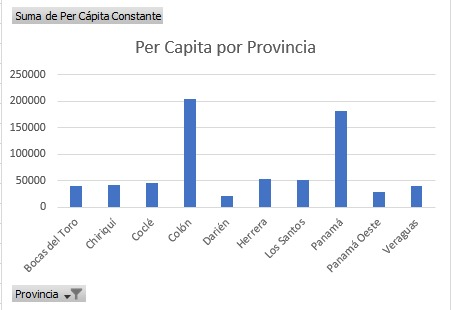 Suma de Per Cápita Constante
Per Capita por Provincia
250000
200000
150000
100000
50000
0
Bocas del Toro
Chiriquí
Coclé
Colón
Darién
Herrera
Los Santos
Panamá
Panamá Oeste
Veraguas
Provincia